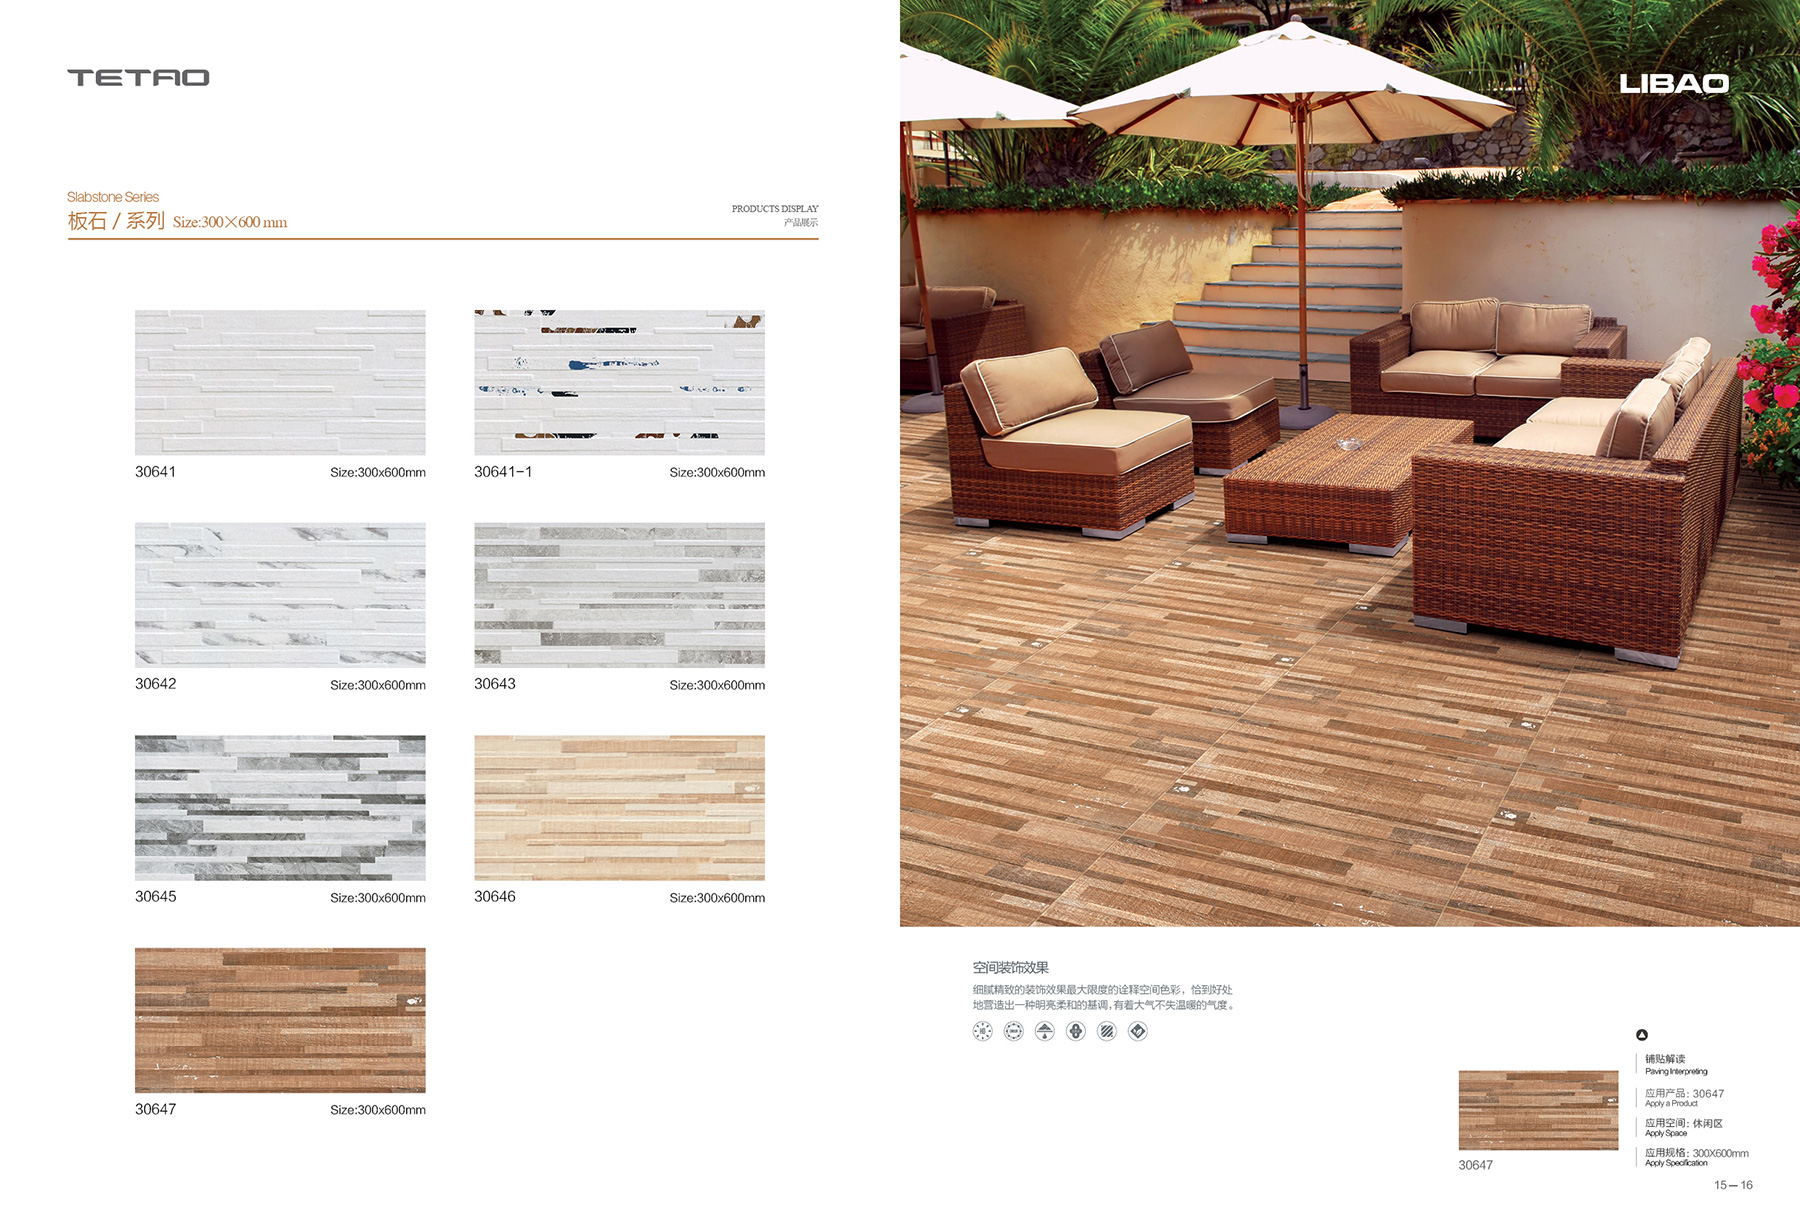 TETAO
LIBAO
Slabstone Series
板石 / 系列 Size:300×600 mm
PRODUCTS DISPLAY
产品展示
30641 Size:300x600mm
30641-1 Size:300x600mm
30642 Size:300x600mm
30643 Size:300x600mm
30645 Size:300x600mm
30646 Size:300x600mm
30647 Size:300x600mm
空间装饰效果
细腻精致的装饰效果最大限度的诠释空间色彩，恰到好处
地营造出一种明亮柔和的基调，有着大气不失温暖的气度。
30647
铺贴解读
Paving Interpreting
应用产品：30647
Apply a Product
应用空间：休闲区
Apply Space
应用规格：300X600mm
Apply Specification
15—16